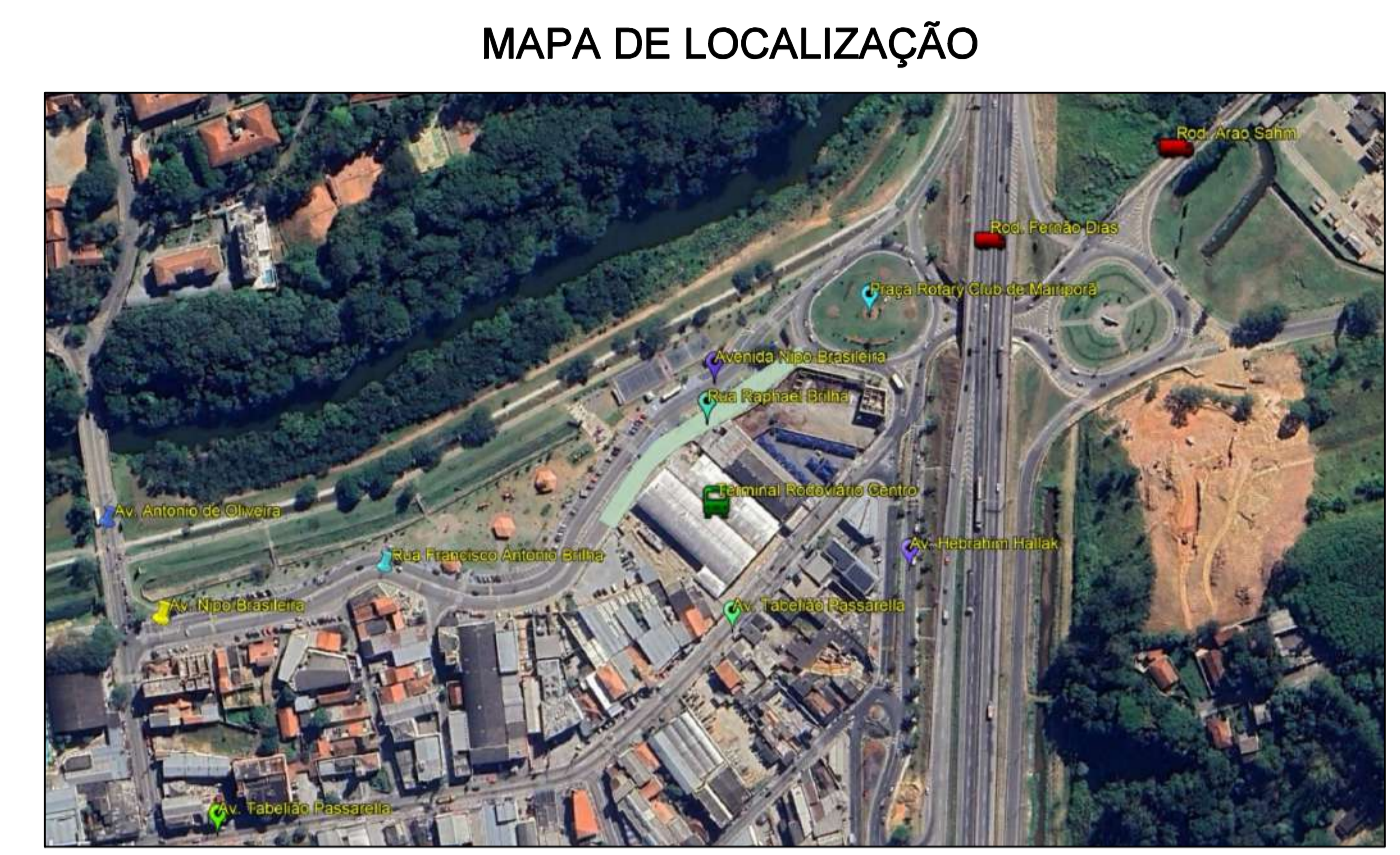 MAPA DE LOCALIZAÇÃO
Rod. Arao Sahm
Rod. Fernão Dias
Praça Rotary Club de Mairiporã
Avenida Nipo Brasileira
Rua Raphael Brilha
Terminal Rodoviário Centro
Av. Antonio de Oliveira
Av. Hebrahim Hallak
Rua Francisco Antonio Brilha
Av. Nipo Brasileira
Av. Tabelião Passarella
Av. Tabelião Passarella